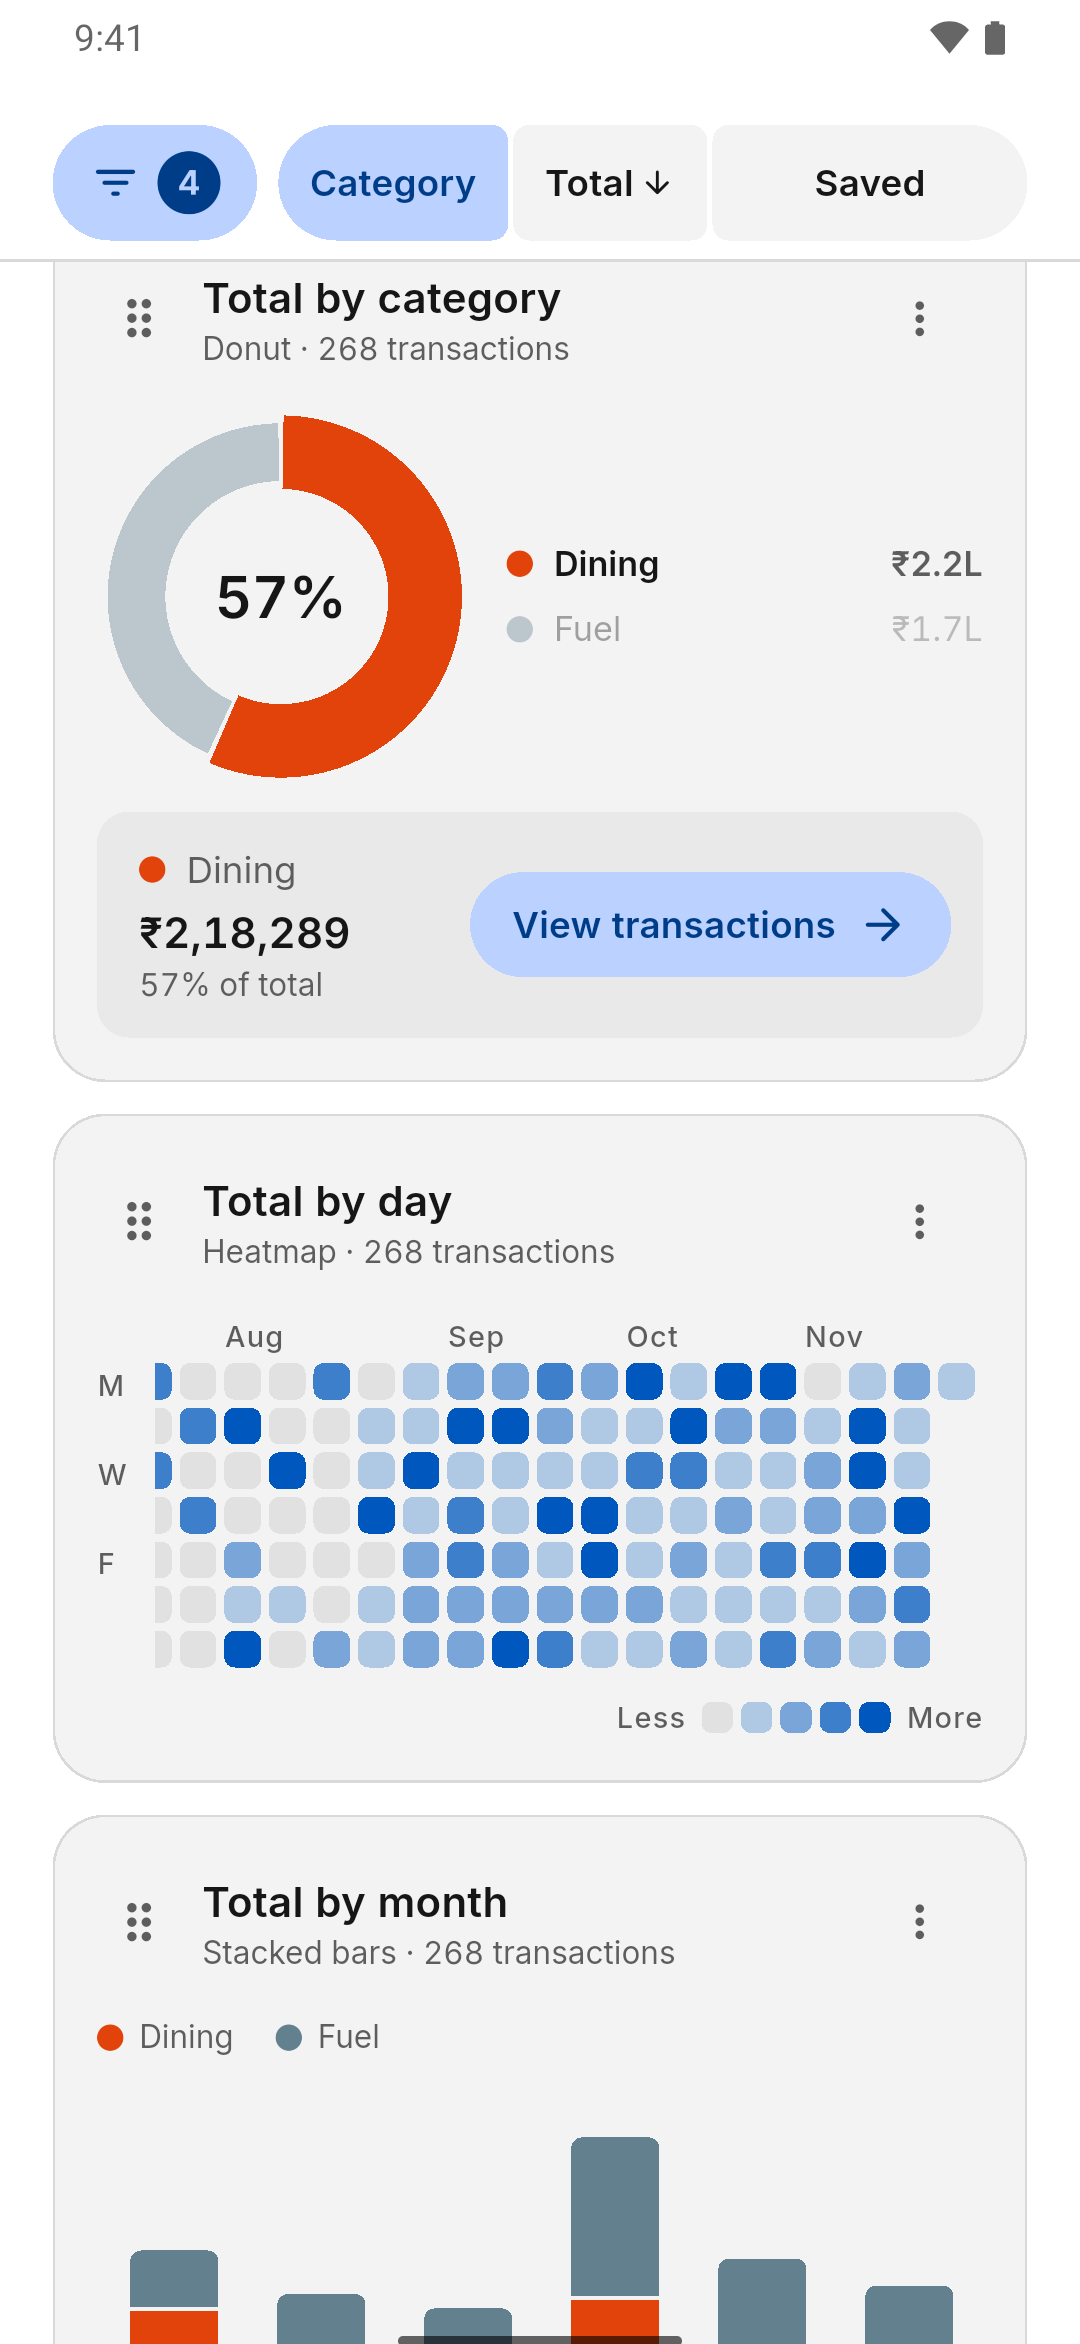 9:41
4
Category
Total ↓
Saved
Total by category
Donut · 268 transactions
57%
Dining ₹2.2L
Fuel ₹1.7L
Dining
₹2,18,289
57% of total
View transactions →
Total by day
Heatmap · 268 transactions
Aug Sep Oct Nov
M
W
F
Less More
Total by month
Stacked bars · 268 transactions
Dining Fuel